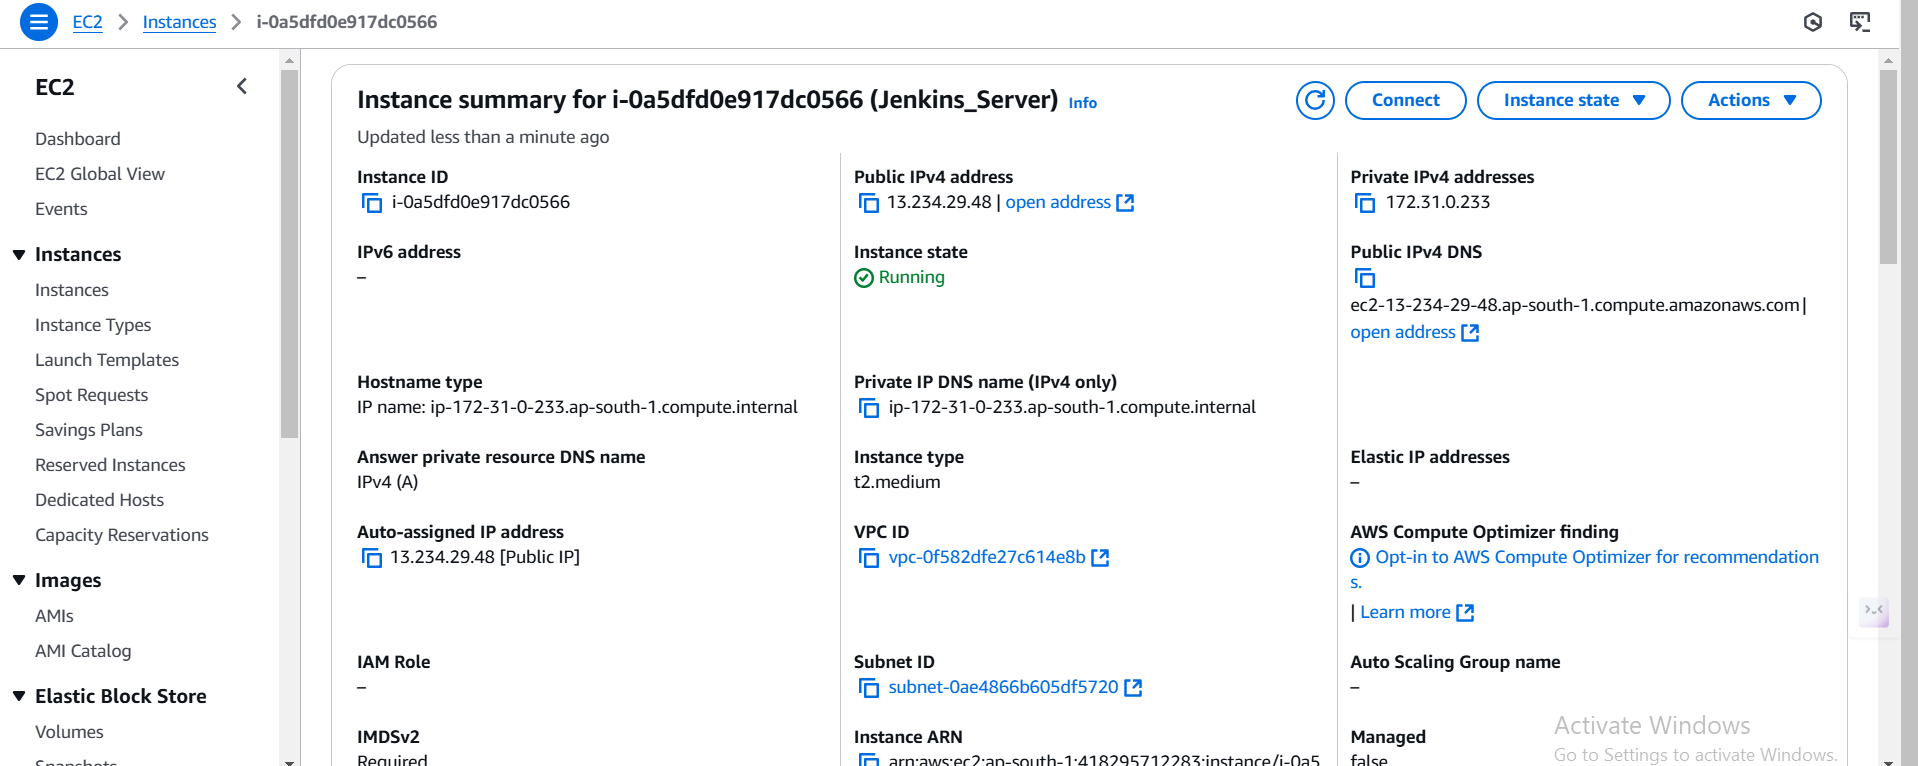 EC2 > Instances > i-0a5dfd0e917dc0566
EC2
Dashboard
EC2 Global View
Events
Instances
Instances
Instance Types
Launch Templates
Spot Requests
Savings Plans
Reserved Instances
Dedicated Hosts
Capacity Reservations
Images
AMIs
AMI Catalog
Elastic Block Store
Volumes
Snapshots
Instance summary for i-0a5dfd0e917dc0566 (Jenkins_Server) Info
Connect
Instance state
Actions
Updated less than a minute ago
Instance ID
i-0a5dfd0e917dc0566
Public IPv4 address
13.234.29.48 | open address
Private IPv4 addresses
172.31.0.233
IPv6 address
–
Instance state
Running
Public IPv4 DNS
ec2-13-234-29-48.ap-south-1.compute.amazonaws.com |
open address
Hostname type
IP name: ip-172-31-0-233.ap-south-1.compute.internal
Private IP DNS name (IPv4 only)
ip-172-31-0-233.ap-south-1.compute.internal
Answer private resource DNS name
IPv4 (A)
Instance type
t2.medium
Elastic IP addresses
–
Auto-assigned IP address
13.234.29.48 [Public IP]
VPC ID
vpc-0f582dfe27c614e8b
AWS Compute Optimizer finding
Opt-in to AWS Compute Optimizer for recommendation
s.
| Learn more
IAM Role
–
Subnet ID
subnet-0ae4866b605df5720
Auto Scaling Group name
–
IMDSv2
Required
Instance ARN
arn:aws:ec2:ap-south-1:418295712283:instance/i-0a5
Managed
false
Activate Windows
Go to Settings to activate Windows.